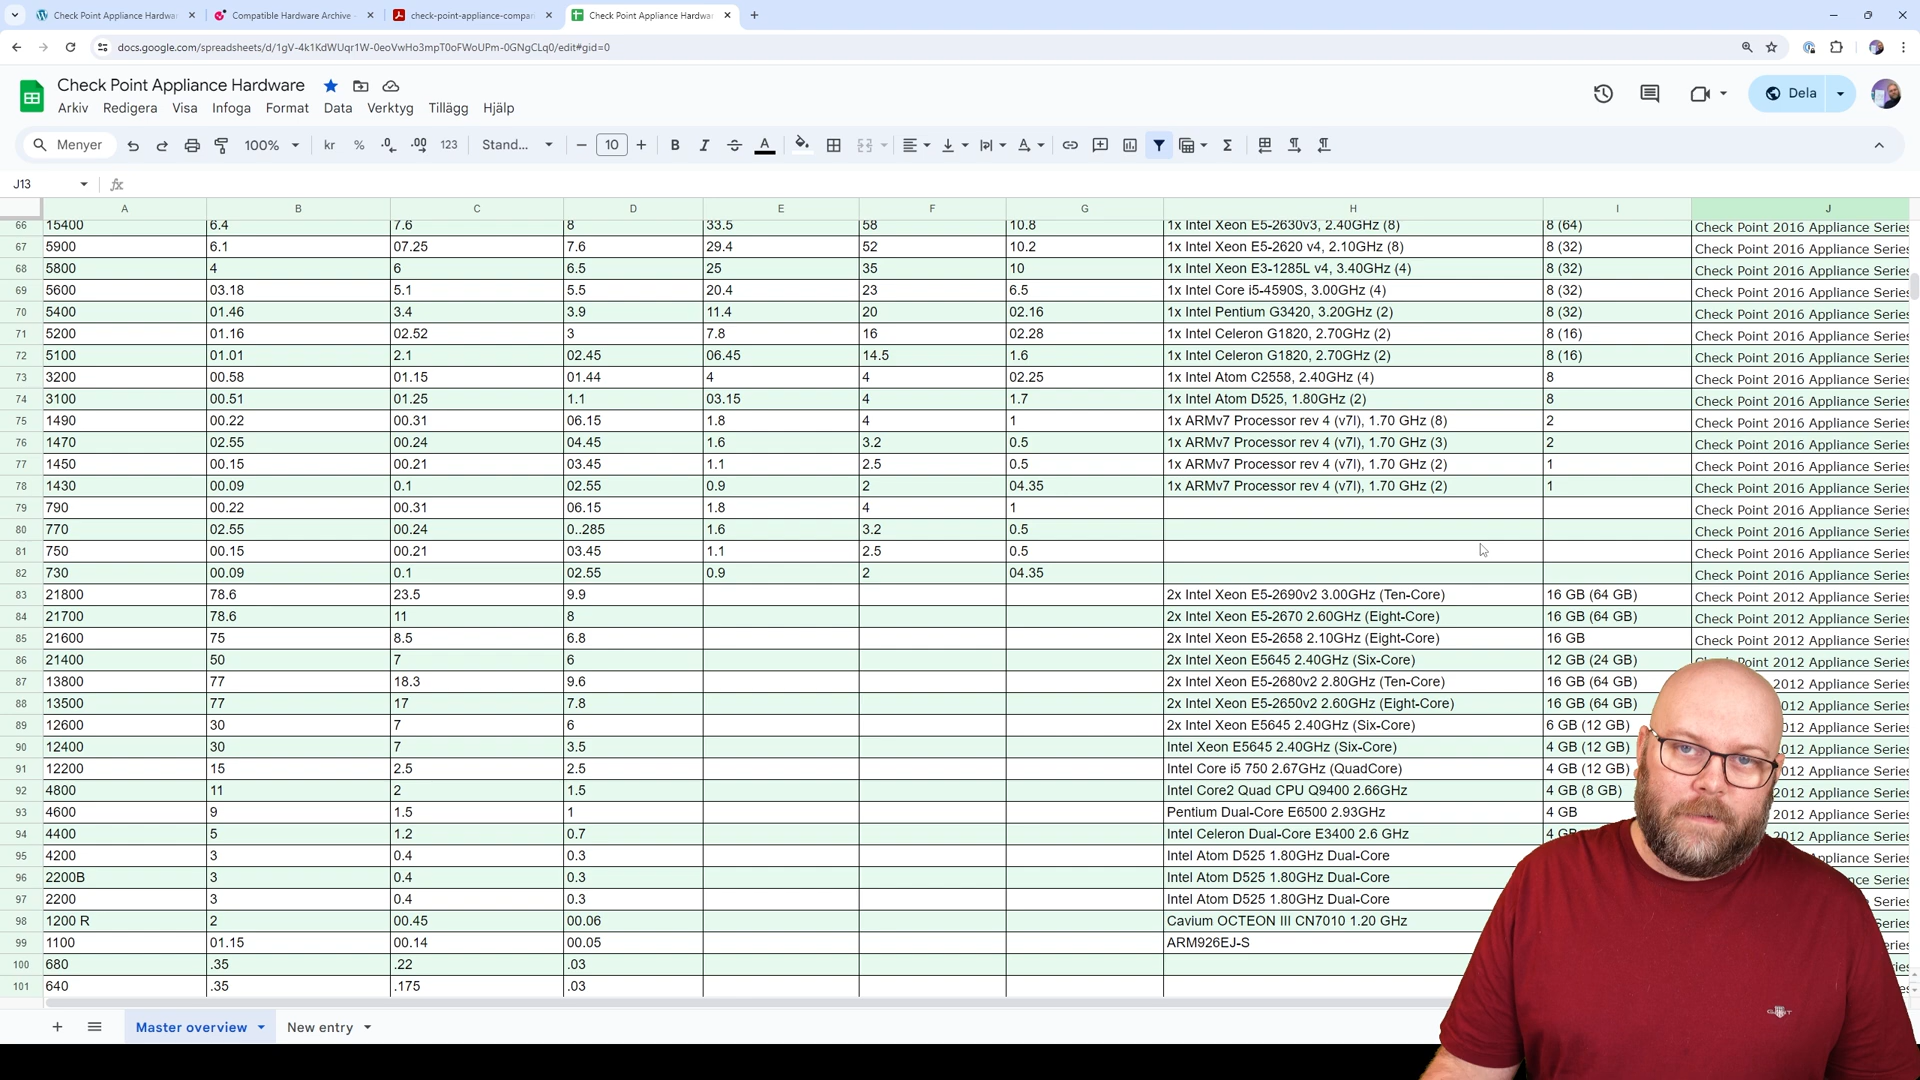 Check Point Appliance Hardwar
Compatible Hardware Archive -
check-point-appliance-compari
Check Point Appliance Hardwar
docs.google.com/spreadsheets/d/1gV-4k1KdWUqr1W-0eoVwHo3mpT0oFWoUPm-0GNgCLq0/edit#gid=0
Check Point Appliance Hardware
Arkiv Redigera Visa Infoga Format Data Verktyg Tillägg Hjälp
Dela
Menyer 100% kr % .0 .00 123 Stand... 10 B I A
J13 fx
A B C D E F G H I J
66 15400 6.4 7.6 8 33.5 58 10.8 1x Intel Xeon E5-2630v3, 2.40GHz (8) 8 (64) Check Point 2016 Appliance Series
67 5900 6.1 07.25 7.6 29.4 52 10.2 1x Intel Xeon E5-2620 v4, 2.10GHz (8) 8 (32) Check Point 2016 Appliance Series
68 5800 4 6 6.5 25 35 10 1x Intel Xeon E3-1285L v4, 3.40GHz (4) 8 (32) Check Point 2016 Appliance Series
69 5600 03.18 5.1 5.5 20.4 23 6.5 1x Intel Core i5-4590S, 3.00GHz (4) 8 (32) Check Point 2016 Appliance Series
70 5400 01.46 3.4 3.9 11.4 20 02.16 1x Intel Pentium G3420, 3.20GHz (2) 8 (32) Check Point 2016 Appliance Series
71 5200 01.16 02.52 3 7.8 16 02.28 1x Intel Celeron G1820, 2.70GHz (2) 8 (16) Check Point 2016 Appliance Series
72 5100 01.01 2.1 02.45 06.45 14.5 1.6 1x Intel Celeron G1820, 2.70GHz (2) 8 (16) Check Point 2016 Appliance Series
73 3200 00.58 01.15 01.44 4 4 02.25 1x Intel Atom C2558, 2.40GHz (4) 8 Check Point 2016 Appliance Series
74 3100 00.51 01.25 1.1 03.15 4 1.7 1x Intel Atom D525, 1.80GHz (2) 8 Check Point 2016 Appliance Series
75 1490 00.22 00.31 06.15 1.8 4 1 1x ARMv7 Processor rev 4 (v7l), 1.70 GHz (8) 2 Check Point 2016 Appliance Series
76 1470 02.55 00.24 04.45 1.6 3.2 0.5 1x ARMv7 Processor rev 4 (v7l), 1.70 GHz (3) 2 Check Point 2016 Appliance Series
77 1450 00.15 00.21 03.45 1.1 2.5 0.5 1x ARMv7 Processor rev 4 (v7l), 1.70 GHz (2) 1 Check Point 2016 Appliance Series
78 1430 00.09 0.1 02.55 0.9 2 04.35 1x ARMv7 Processor rev 4 (v7l), 1.70 GHz (2) 1 Check Point 2016 Appliance Series
79 790 00.22 00.31 06.15 1.8 4 1 Check Point 2016 Appliance Series
80 770 02.55 00.24 0..285 1.6 3.2 0.5 Check Point 2016 Appliance Series
81 750 00.15 00.21 03.45 1.1 2.5 0.5 Check Point 2016 Appliance Series
82 730 00.09 0.1 02.55 0.9 2 04.35 Check Point 2016 Appliance Series
83 21800 78.6 23.5 9.9 2x Intel Xeon E5-2690v2 3.00GHz (Ten-Core) 16 GB (64 GB) Check Point 2012 Appliance Series
84 21700 78.6 11 8 2x Intel Xeon E5-2670 2.60GHz (Eight-Core) 16 GB (64 GB) Check Point 2012 Appliance Series
85 21600 75 8.5 6.8 2x Intel Xeon E5-2658 2.10GHz (Eight-Core) 16 GB Check Point 2012 Appliance Series
86 21400 50 7 6 2x Intel Xeon E5645 2.40GHz (Six-Core) 12 GB (24 GB) Check Point 2012 Appliance Series
87 13800 77 18.3 9.6 2x Intel Xeon E5-2680v2 2.80GHz (Ten-Core) 16 GB (64 GB) 2012 Appliance Series
88 13500 77 17 7.8 2x Intel Xeon E5-2650v2 2.60GHz (Eight-Core) 16 GB (64 GB) 2012 Appliance Series
89 12600 30 7 6 2x Intel Xeon E5645 2.40GHz (Six-Core) 6 GB (12 GB) 2012 Appliance Series
90 12400 30 7 3.5 Intel Xeon E5645 2.40GHz (Six-Core) 4 GB (12 GB) 2012 Appliance Series
91 12200 15 2.5 2.5 Intel Core i5 750 2.67GHz (QuadCore) 4 GB (12 GB) 012 Appliance Series
92 4800 11 2 1.5 Intel Core2 Quad CPU Q9400 2.66GHz 4 GB (8 GB) 2012 Appliance Series
93 4600 9 1.5 1 Pentium Dual-Core E6500 2.93GHz 4 GB 2012 Appliance Series
94 4400 5 1.2 0.7 Intel Celeron Dual-Core E3400 2.6 GHz 4 GB 2012 Appliance Series
95 4200 3 0.4 0.3 Intel Atom D525 1.80GHz Dual-Core Appliance Series
96 2200B 3 0.4 0.3 Intel Atom D525 1.80GHz Dual-Core Series
97 2200 3 0.4 0.3 Intel Atom D525 1.80GHz Dual-Core Series
98 1200 R 2 00.45 00.06 Cavium OCTEON III CN7010 1.20 GHz
99 1100 01.15 00.14 00.05 ARM926EJ-S
100 680 .35 .22 .03
101 640 .35 .175 .03
Master overview New entry